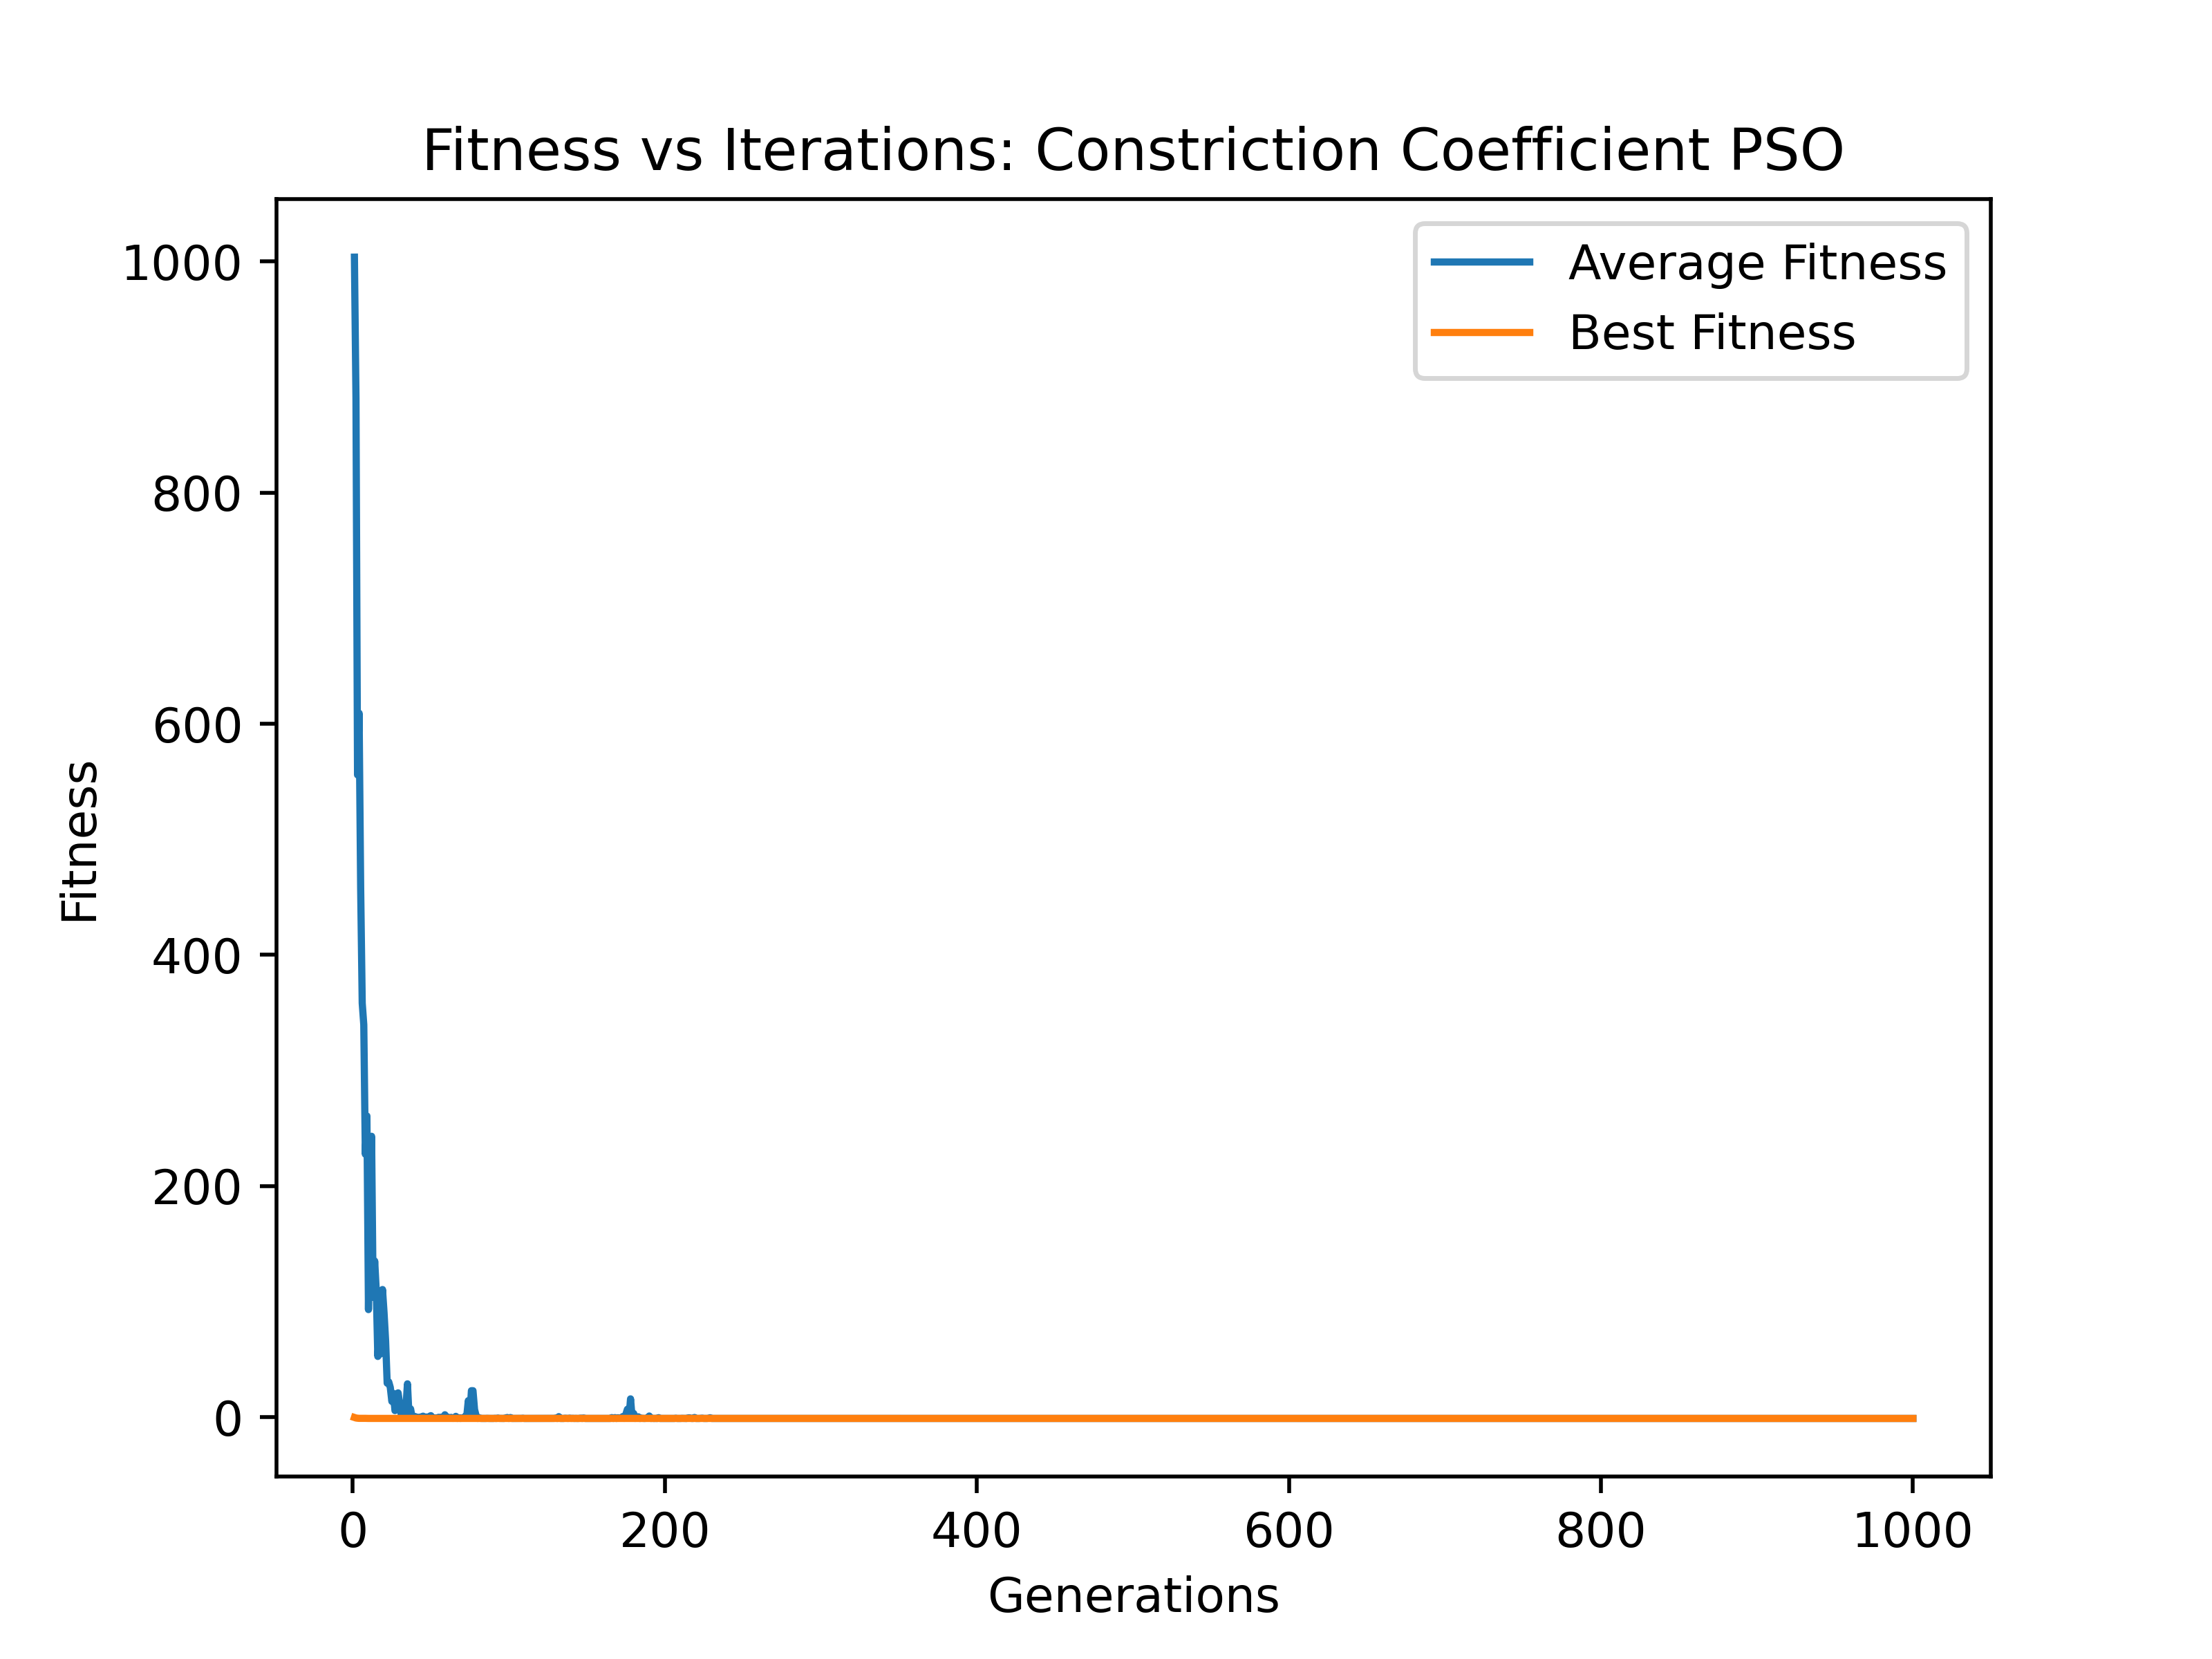 Fitness vs Iterations: Constriction Coefficient PSO
Average Fitness
Best Fitness
1000
800
600
400
200
0
Fitness
0 200 400 600 800 1000
Generations